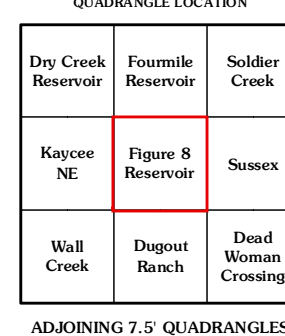 QUADRANGLE LOCATION
Dry Creek
Reservoir
Fourmile
Reservoir
Soldier
Creek
Kaycee
NE
Figure 8
Reservoir
Sussex
Wall
Creek
Dugout
Ranch
Dead
Woman
Crossing
ADJOINING 7.5' QUADRANGLES